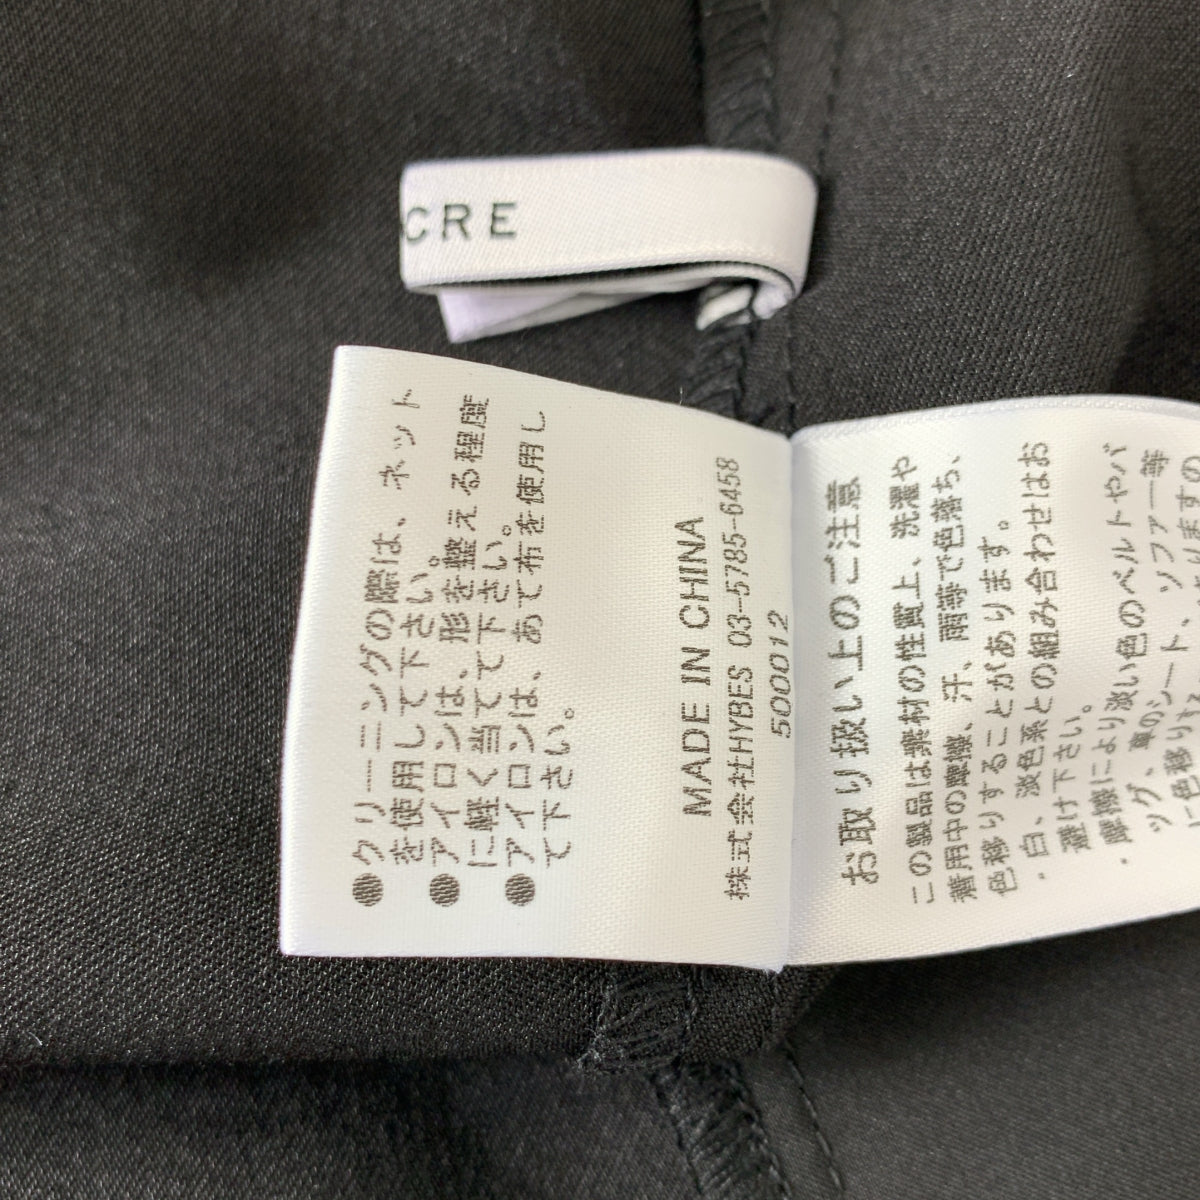 CRE
●クリーニングの際は、ネット
を使用して下さい。
●アイロンは、形を整える程度
に軽く当てて下さい。
●アイロンは、あて布を使用し
て下さい。
MADE IN CHINA
株式会社HYBES 03-5785-6458
500012
お取り扱い上のご注意
この製品は素材の性質上、洗濯や
着用中の摩擦、汗、雨等で色落ち、
色移りすることがあります。
・白、淡色系との組み合わせはお
避け下さい。
・摩擦により淡い色のベルトやバ
ッグ、車のシート、ソファー等
に色移りす